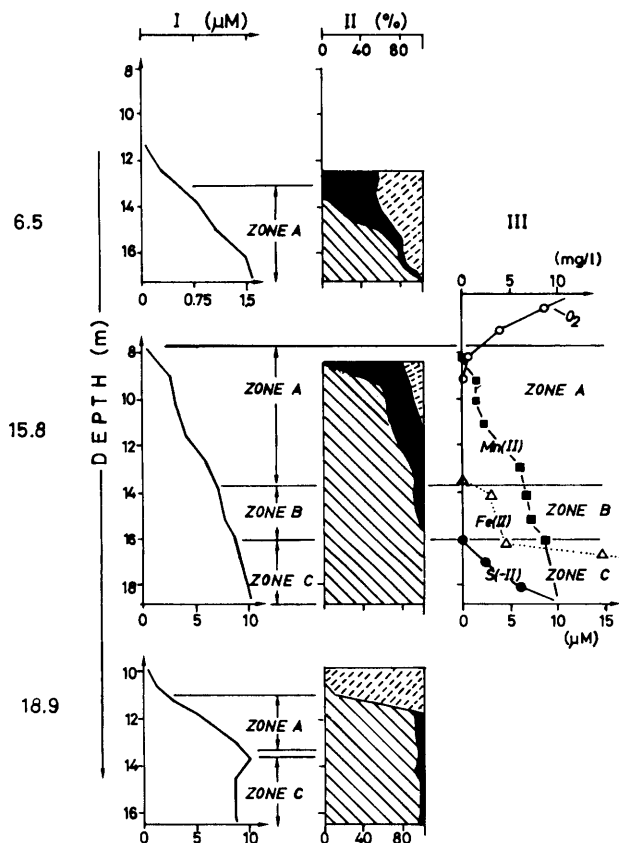 I (μM) II (%)
0 40 80
8
10
12
14
16
ZONE A
0 0.75 1,5
6.5
III
(mg/l)
0 5 10
O2
DEPTH (m)
15.8
8
10
12
14
16
18
ZONE A
ZONE B
ZONE C
0 5 10
ZONE A
Mn(II)
ZONE B
Fe(II)
S(-II) ZONE C
0 5 10 15
(μM)
18.9
10
12
14
16
ZONE A
ZONE C
0 5 10
0 40 80